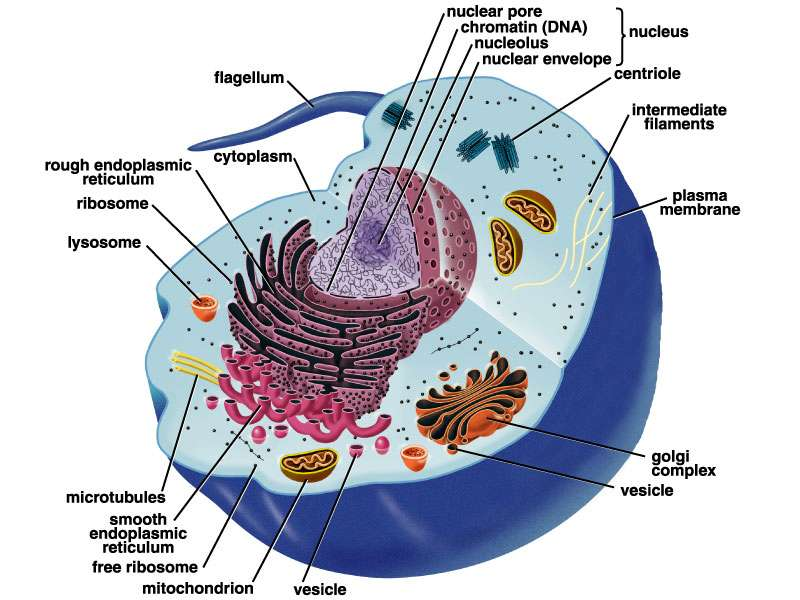 nuclear pore
chromatin (DNA)
nucleolus
nuclear envelope
nucleus
centriole
flagellum
intermediate
filaments
cytoplasm
rough endoplasmic
reticulum
ribosome
plasma
membrane
lysosome
golgi
complex
vesicle
microtubules
smooth
endoplasmic
reticulum
free ribosome
mitochondrion
vesicle